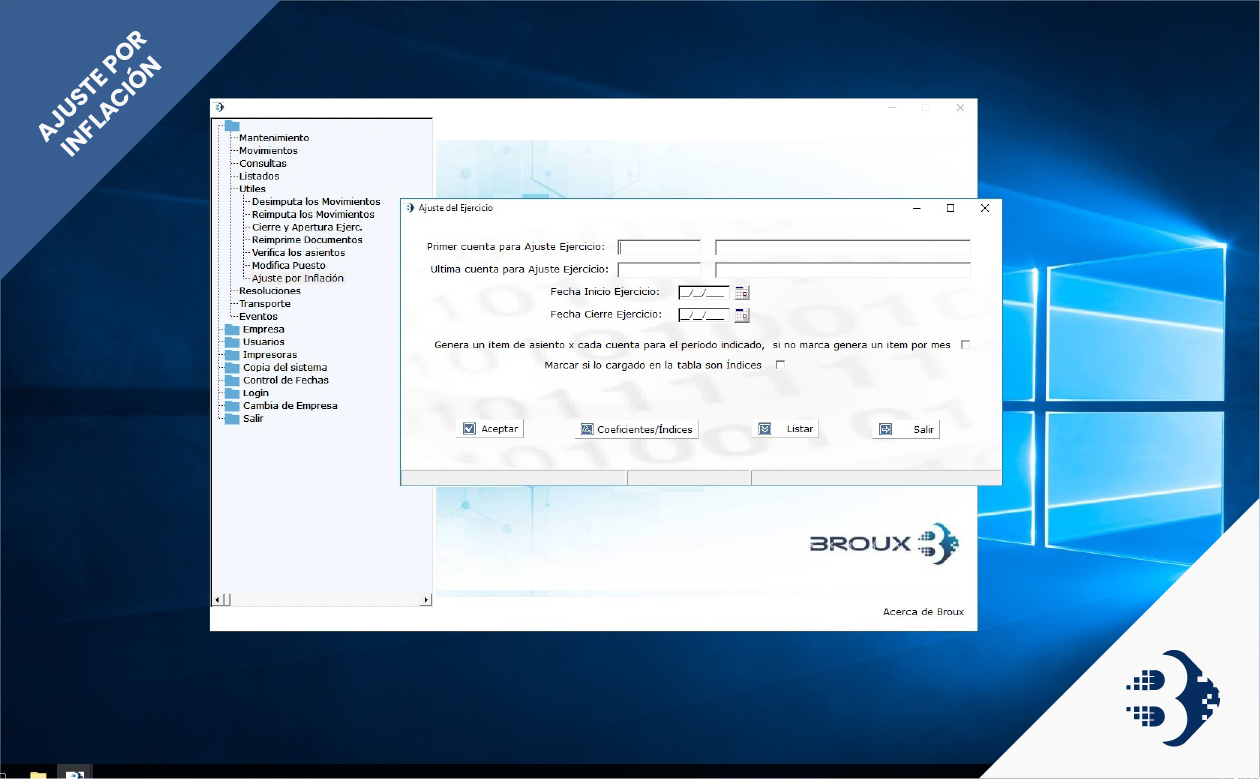 AJUSTE POR
INFLACIÓN
Mantenimiento
Movimientos
Consultas
Listados
Utiles
Desimputa los Movimientos
Reimputa los Movimientos
Cierre y Apertura Ejerc.
Reimprime Documentos
Verifica los asientos
Modifica Puesto
Ajuste por Inflación
Resoluciones
Transporte
Eventos
Empresa
Usuarios
Impresoras
Copia del sistema
Control de Fechas
Login
Cambia de Empresa
Salir
Ajuste del Ejercicio
Primer cuenta para Ajuste Ejercicio:
Ultima cuenta para Ajuste Ejercicio:
Fecha Inicio Ejercicio: __/__/____
Fecha Cierre Ejercicio: __/__/____
Genera un item de asiento x cada cuenta para el periodo indicado, si no marca genera un item por mes
Marcar si lo cargado en la tabla son Índices
Aceptar Coeficientes/Índices Listar Salir
BROUX
Acerca de Broux